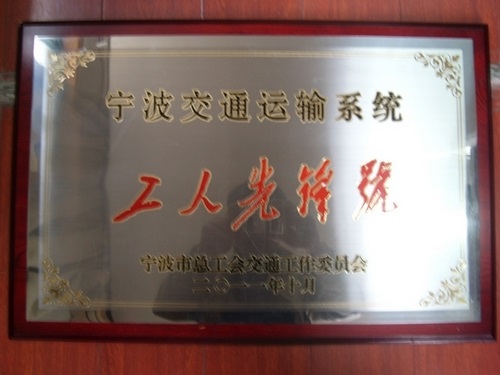 宁波交通运输系统
工人先锋號
宁波市总工会交通工作委员会
二〇一一年十月